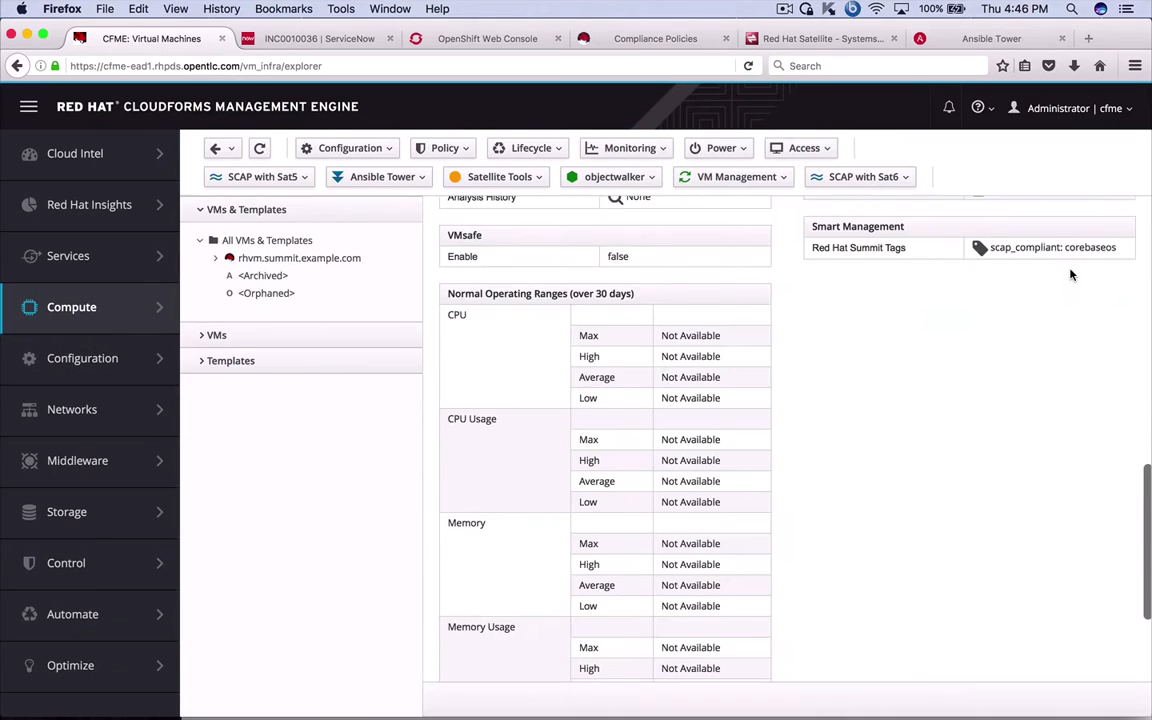 Firefox File Edit View History Bookmarks Tools Window Help 100% Thu 4:46 PM
CFME: Virtual Machines × INC0010036 | ServiceNow × OpenShift Web Console × Compliance Policies × Red Hat Satellite - Systems... × Ansible Tower ×
https://cfme-ead1.rhpds.opentlc.com/vm_infra/explorer Search
RED HAT® CLOUDFORMS MANAGEMENT ENGINE Administrator | cfme
Configuration Policy Lifecycle Monitoring Power Access
SCAP with Sat5 Ansible Tower Satellite Tools objectwalker VM Management SCAP with Sat6
Cloud Intel
Red Hat Insights
Services
Compute
Configuration
Networks
Middleware
Storage
Control
Automate
Optimize
VMs & Templates
All VMs & Templates
rhvm.summit.example.com
A <Archived>
O <Orphaned>
VMs
Templates
Analysis History None
VMsafe
Enable false
Normal Operating Ranges (over 30 days)
CPU
Max Not Available
High Not Available
Average Not Available
Low Not Available
CPU Usage
Max Not Available
High Not Available
Average Not Available
Low Not Available
Memory
Max Not Available
High Not Available
Average Not Available
Low Not Available
Memory Usage
Max Not Available
High Not Available
Smart Management
Red Hat Summit Tags scap_compliant: corebaseos